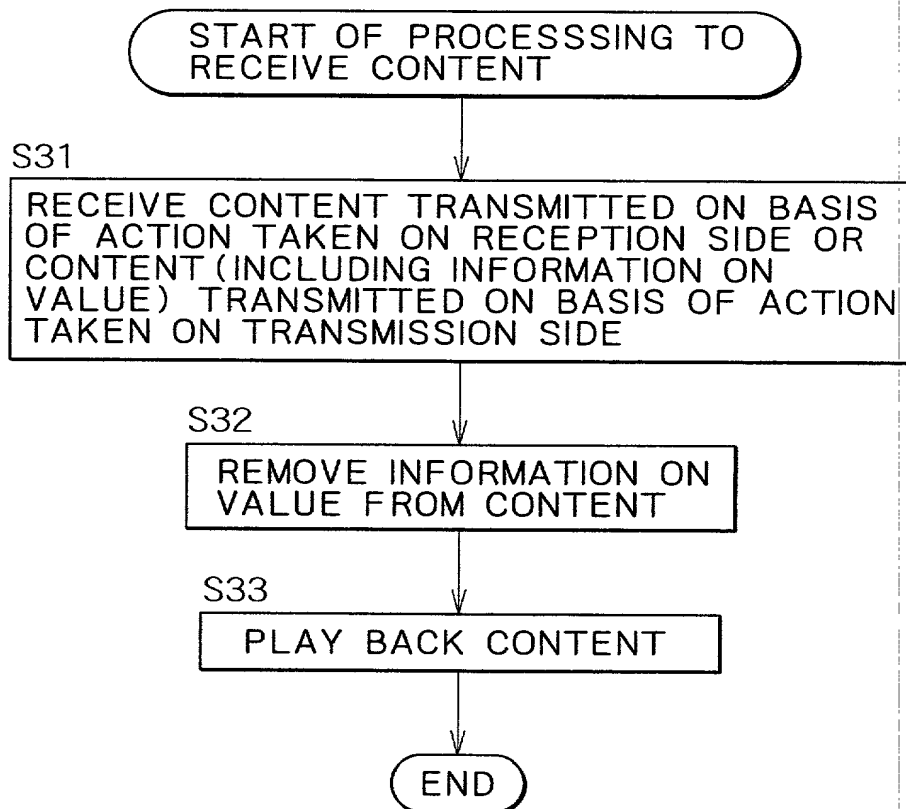 START OF PROCESSSING TO
RECEIVE CONTENT
S31
RECEIVE CONTENT TRANSMITTED ON BASIS
OF ACTION TAKEN ON RECEPTION SIDE OR
CONTENT (INCLUDING INFORMATION ON
VALUE) TRANSMITTED ON BASIS OF ACTION
TAKEN ON TRANSMISSION SIDE
S32
REMOVE INFORMATION ON
VALUE FROM CONTENT
S33
PLAY BACK CONTENT
END